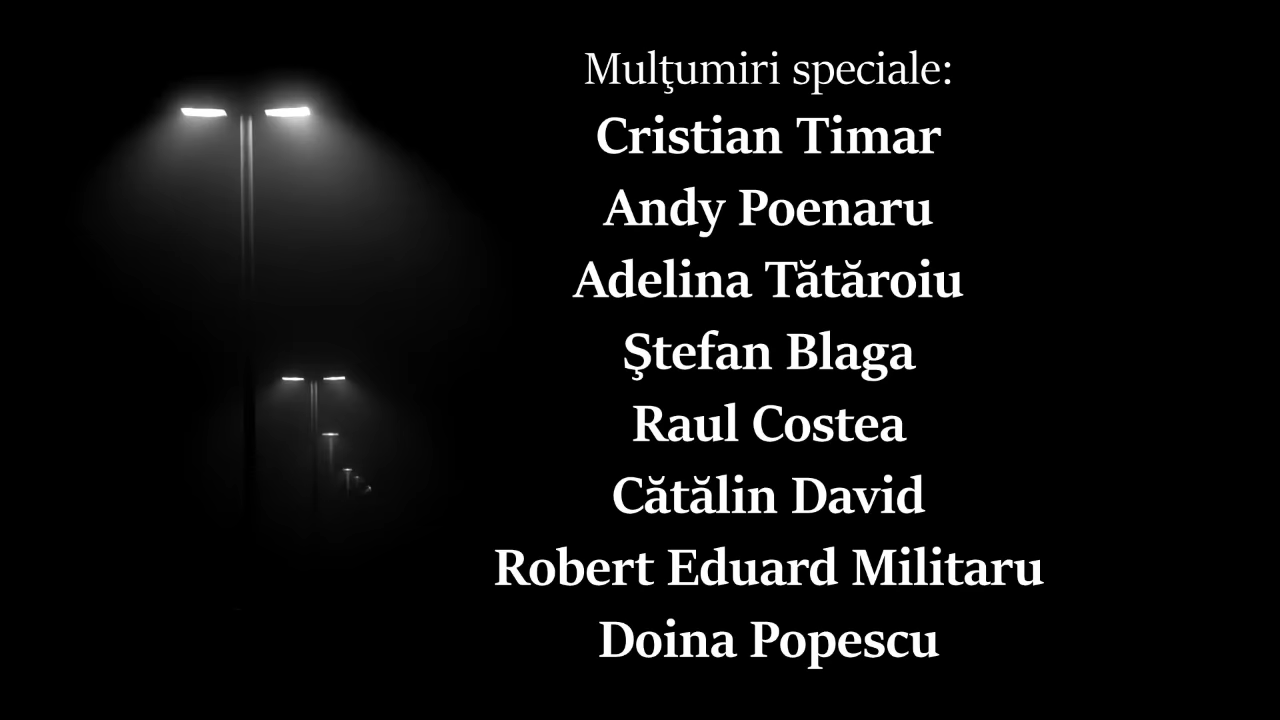 Mulţumiri speciale:
Cristian Timar
Andy Poenaru
Adelina Tătăroiu
Ştefan Blaga
Raul Costea
Cătălin David
Robert Eduard Militaru
Doina Popescu